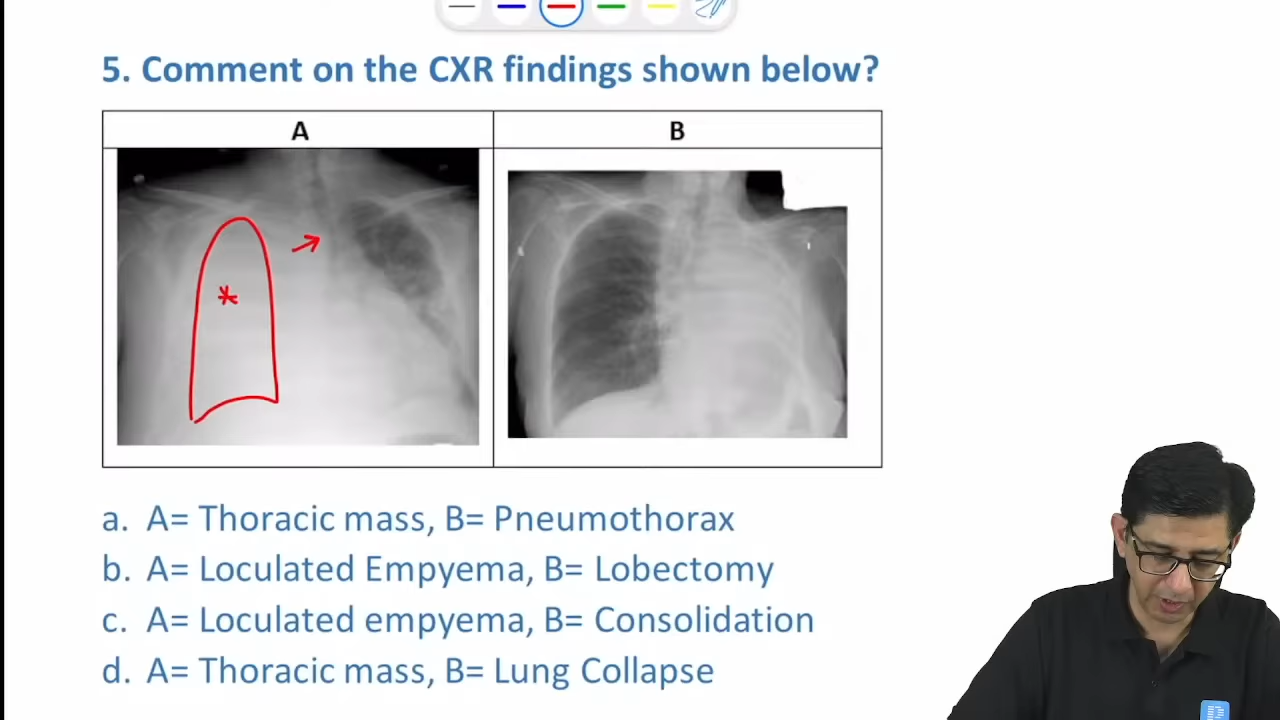 5. Comment on the CXR findings shown below?
A
B
a. A= Thoracic mass, B= Pneumothorax
b. A= Loculated Empyema, B= Lobectomy
c. A= Loculated empyema, B= Consolidation
d. A= Thoracic mass, B= Lung Collapse